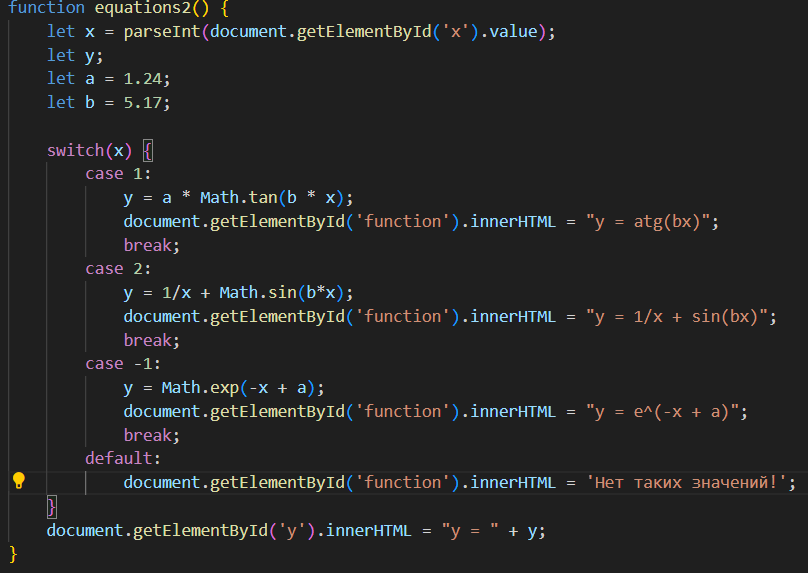 function equations2() {
    let x = parseInt(document.getElementById('x').value);
    let y;
    let a = 1.24;
    let b = 5.17;

    switch(x) {
        case 1:
            y = a * Math.tan(b * x);
            document.getElementById('function').innerHTML = "y = atg(bx)";
            break;
        case 2:
            y = 1/x + Math.sin(b*x);
            document.getElementById('function').innerHTML = "y = 1/x + sin(bx)";
            break;
        case -1:
            y = Math.exp(-x + a);
            document.getElementById('function').innerHTML = "y = e^(-x + a)";
            break;
        default:
            document.getElementById('function').innerHTML = 'Нет таких значений!';
    }
    document.getElementById('y').innerHTML = "y = " + y;
}